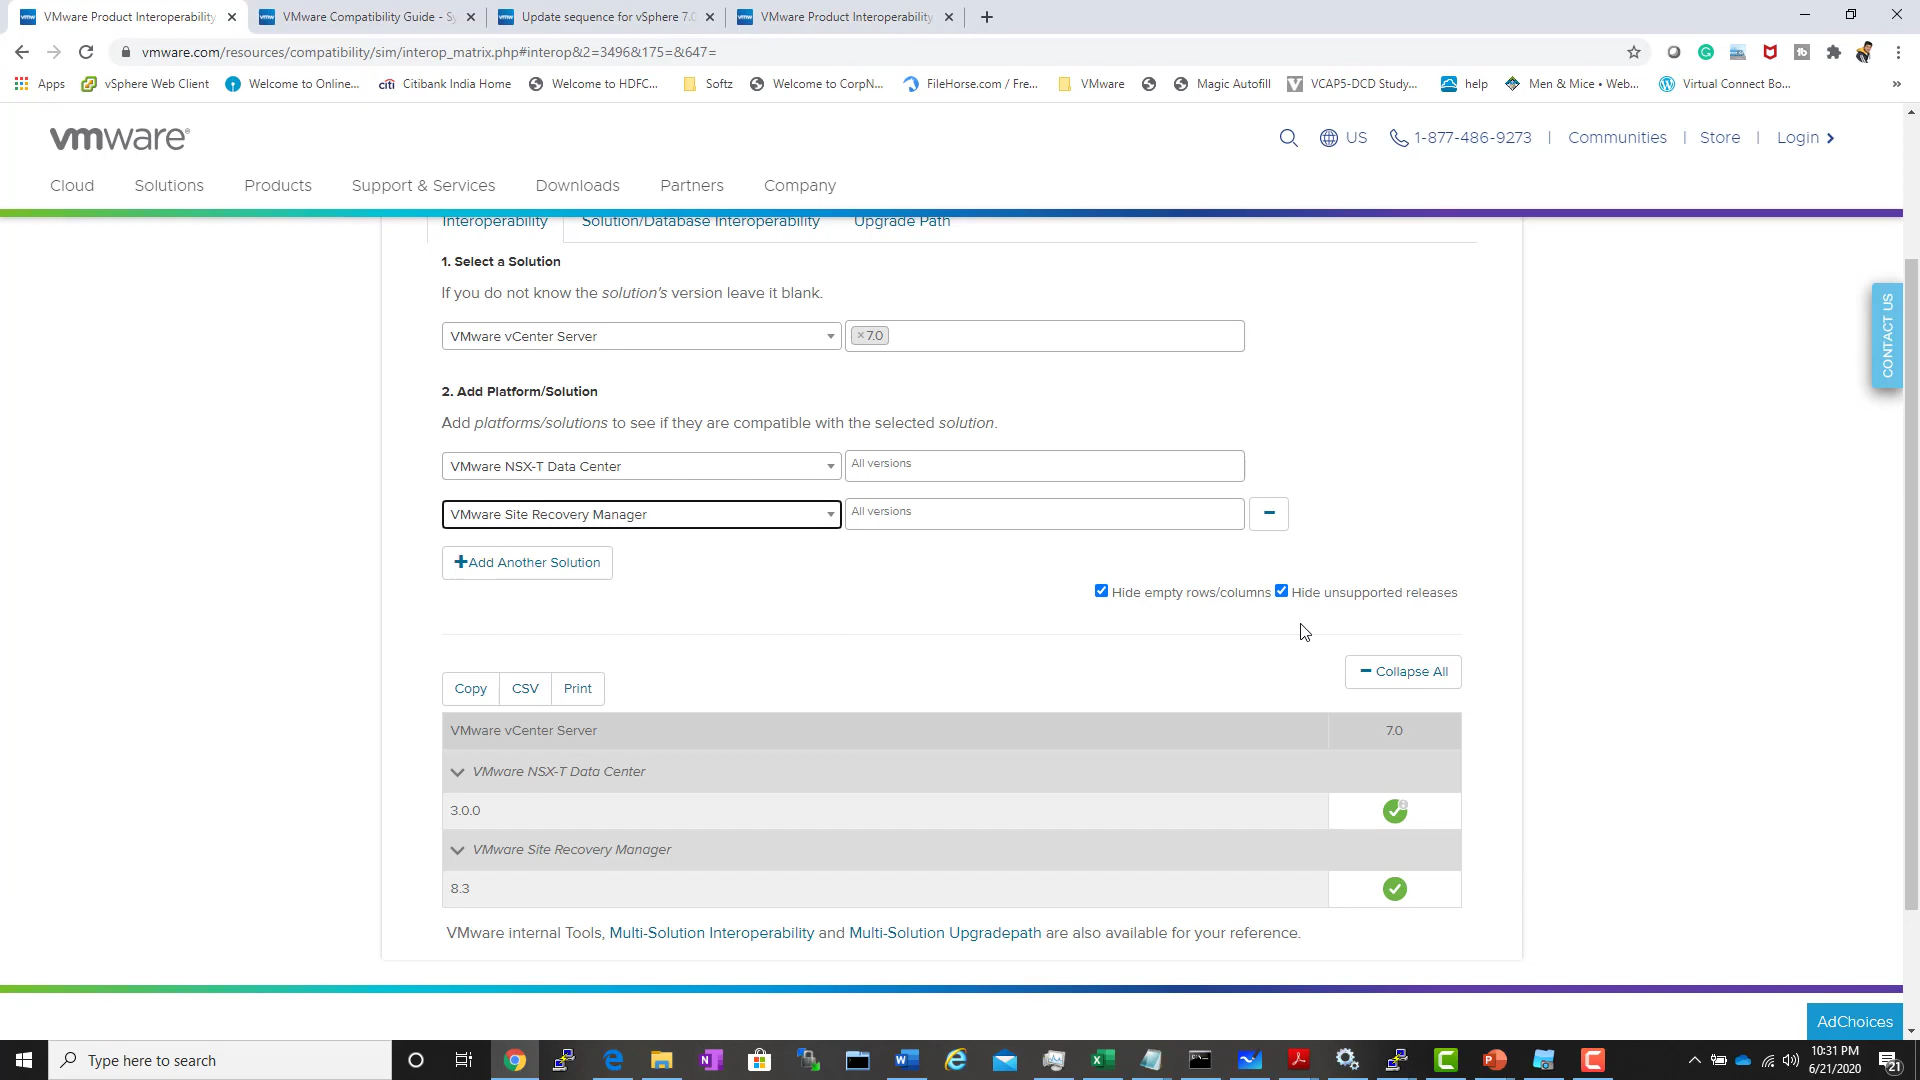 VMware Product Interoperability
VMware Compatibility Guide - Sy
Update sequence for vSphere 7.0
VMware Product Interoperability
vmware.com/resources/compatibility/sim/interop_matrix.php#interop&2=3496&175=&647=
Apps
vSphere Web Client
Welcome to Online...
citi Citibank India Home
Welcome to HDFC...
Softz
Welcome to CorpN...
FileHorse.com / Fre...
VMware
Magic Autofill
VCAP5-DCD Study...
help
Men & Mice • Web...
Virtual Connect Bo...
»
vmware®
US
1-877-486-9273
Communities
Store
Login
Cloud
Solutions
Products
Support & Services
Downloads
Partners
Company
Interoperability
Solution/Database Interoperability
Upgrade Path
1. Select a Solution
If you do not know the solution's version leave it blank.
VMware vCenter Server
×7.0
2. Add Platform/Solution
Add platforms/solutions to see if they are compatible with the selected solution.
VMware NSX-T Data Center
All versions
VMware Site Recovery Manager
All versions
Add Another Solution
Hide empty rows/columns
Hide unsupported releases
Collapse All
Copy
CSV
Print
VMware vCenter Server
7.0
VMware NSX-T Data Center
3.0.0
VMware Site Recovery Manager
8.3
VMware internal Tools, Multi-Solution Interoperability and Multi-Solution Upgradepath are also available for your reference.
CONTACT US
AdChoices
Type here to search
10:31 PM
6/21/2020
21